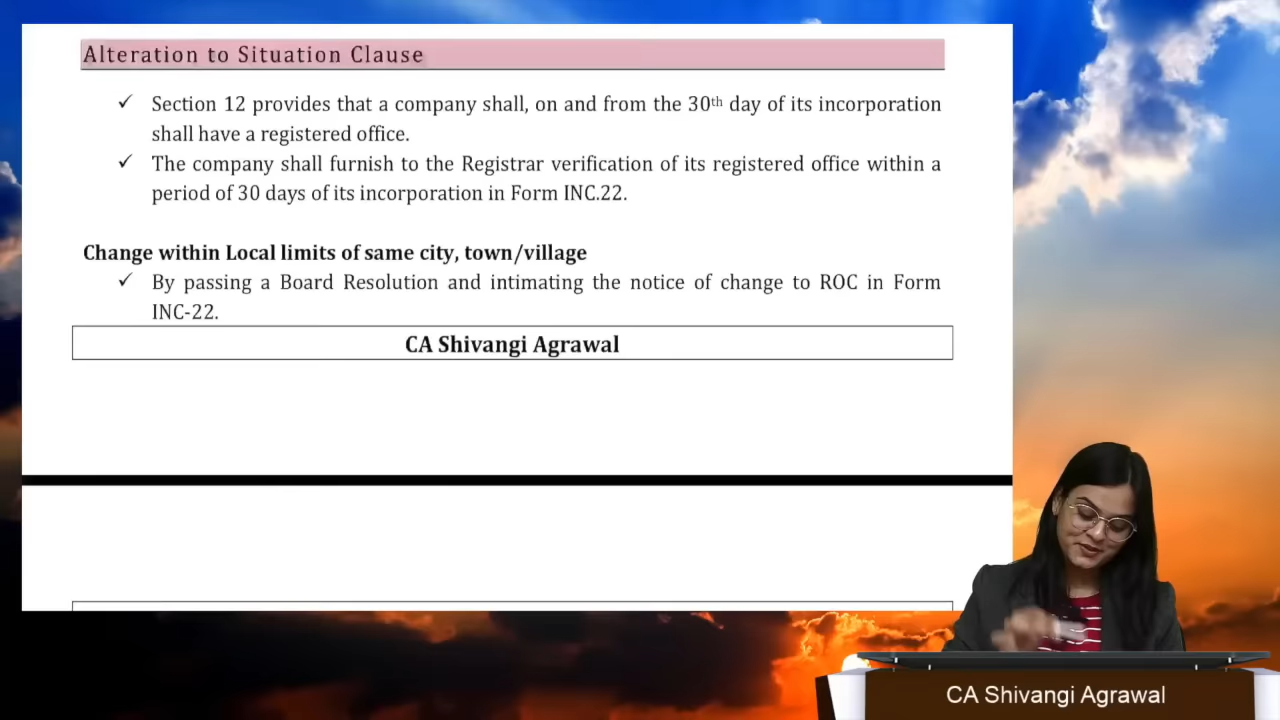 Alteration to Situation Clause
✓ Section 12 provides that a company shall, on and from the 30th day of its incorporation
shall have a registered office.
✓ The company shall furnish to the Registrar verification of its registered office within a
period of 30 days of its incorporation in Form INC.22.
Change within Local limits of same city, town/village
✓ By passing a Board Resolution and intimating the notice of change to ROC in Form
INC-22.
CA Shivangi Agrawal
CA Shivangi Agrawal